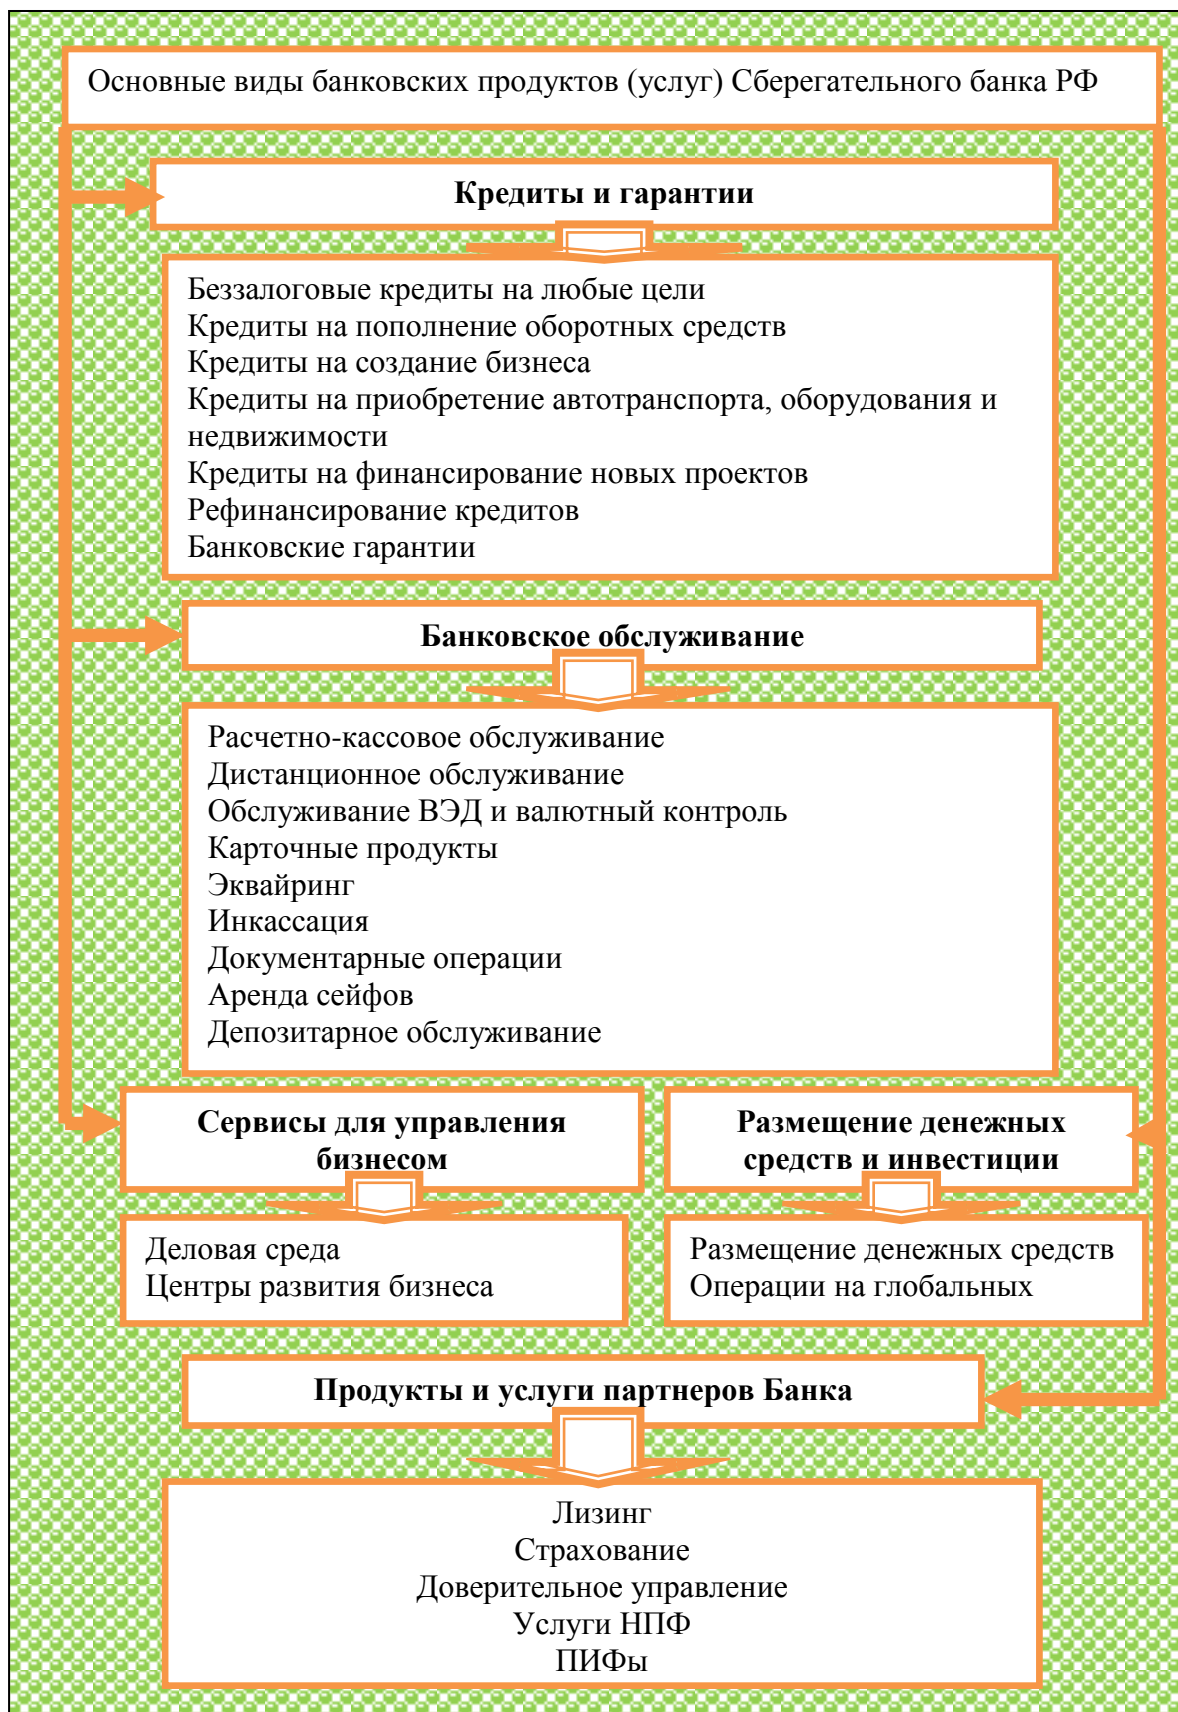 Основные виды банковских продуктов (услуг) Сберегательного банка РФ
Кредиты и гарантии
Беззалоговые кредиты на любые цели
Кредиты на пополнение оборотных средств
Кредиты на создание бизнеса
Кредиты на приобретение автотранспорта, оборудования и
недвижимости
Кредиты на финансирование новых проектов
Рефинансирование кредитов
Банковские гарантии
Банковское обслуживание
Расчетно-кассовое обслуживание
Дистанционное обслуживание
Обслуживание ВЭД и валютный контроль
Карточные продукты
Эквайринг
Инкассация
Документарные операции
Аренда сейфов
Депозитарное обслуживание
Сервисы для управления
бизнесом
Деловая среда
Центры развития бизнеса
Размещение денежных
средств и инвестиции
Размещение денежных средств
Операции на глобальных
Продукты и услуги партнеров Банка
Лизинг
Страхование
Доверительное управление
Услуги НПФ
ПИФы